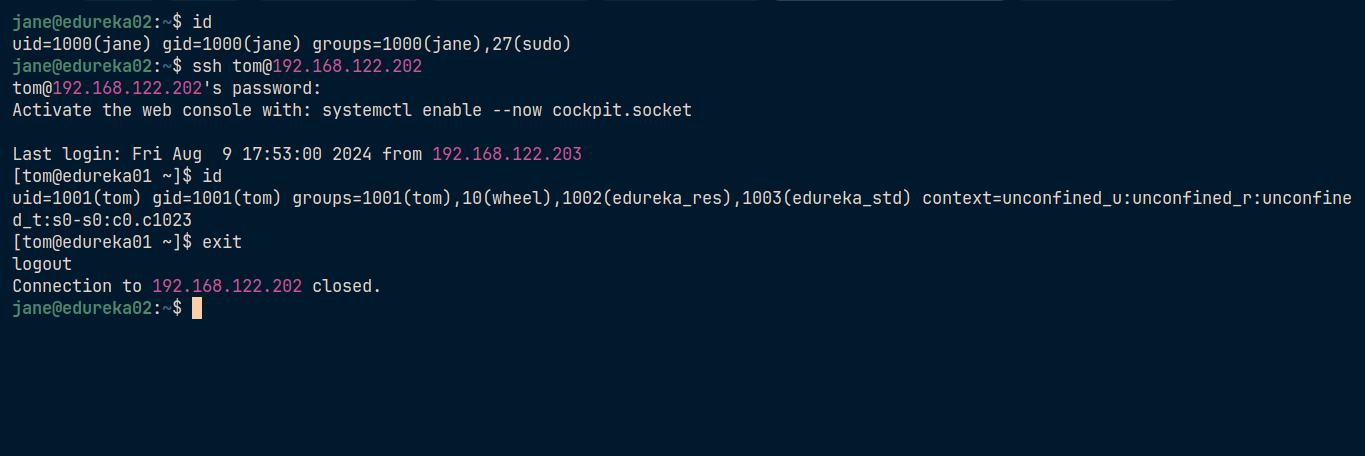 jane@edureka02:~$ id
uid=1000(jane) gid=1000(jane) groups=1000(jane),27(sudo)
jane@edureka02:~$ ssh tom@192.168.122.202
tom@192.168.122.202's password:
Activate the web console with: systemctl enable --now cockpit.socket

Last login: Fri Aug  9 17:53:00 2024 from 192.168.122.203
[tom@edureka01 ~]$ id
uid=1001(tom) gid=1001(tom) groups=1001(tom),10(wheel),1002(edureka_res),1003(edureka_std) context=unconfined_u:unconfined_r:unconfine
d_t:s0-s0:c0.c1023
[tom@edureka01 ~]$ exit
logout
Connection to 192.168.122.202 closed.
jane@edureka02:~$